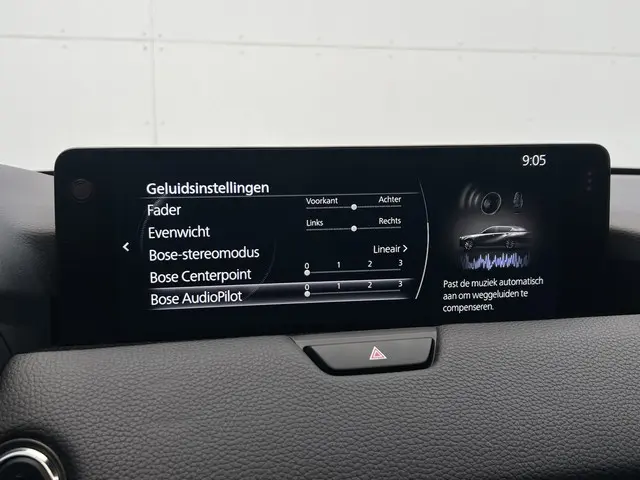 9:05
Geluidsinstellingen
Fader Voorkant Achter
Evenwicht Links Rechts
Bose-stereomodus Lineair
Bose Centerpoint 0 1 2 3
Bose AudioPilot 0 1 2 3
Past de muziek automatisch
aan om weggeluiden te
compenseren.